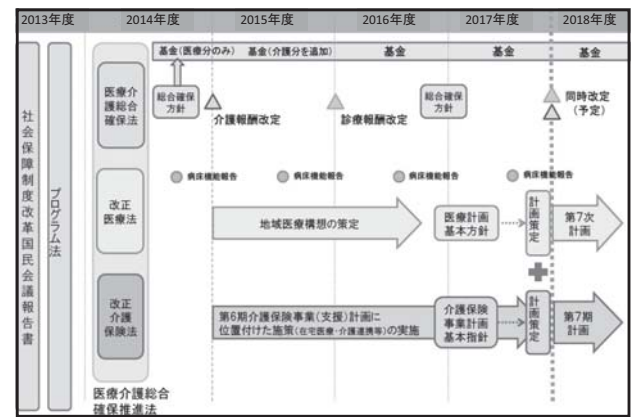 2013年度
2014年度
2015年度
2016年度
2017年度
2018年度
基金(医療分のみ)
基金(介護分を追加)
基金
基金
基金
社会保障制度改革国民会議報告書
プログラム法
医療介
護総合
確保法
総合確保
方針
介護報酬改定
診療報酬改定
総合確保
方針
同時改定
(予定)
病床機能報告
病床機能報告
病床機能報告
病床機能報告
改正
医療法
地域医療構想の策定
医療計画
基本方針
計画策定
第7次
計画
改正
介護
保険法
第6期介護保険事業(支援)計画に
位置付けた施策(在宅医療・介護連携等)の実施
介護保険
事業計画
基本指針
計画策定
第7期
計画
医療介護総合
確保推進法